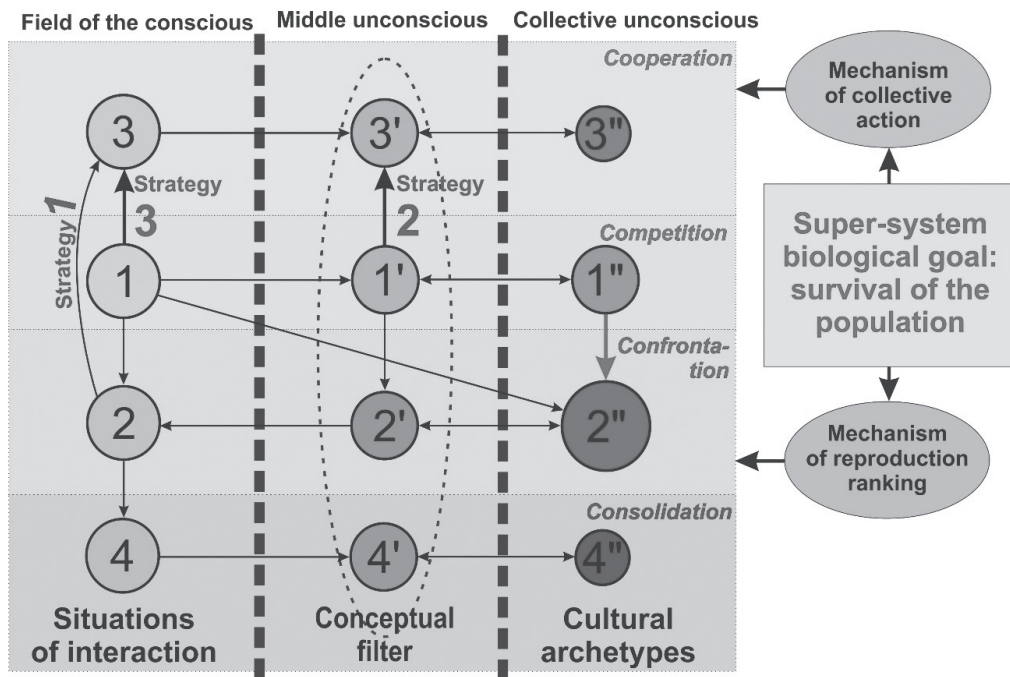 Field of the conscious
Middle unconscious
Collective unconscious
Cooperation
Mechanism
of collective
action
3
3'
3"
Strategy
3
Strategy
2
Strategy 1
Super-system
biological goal:
survival of the
population
Competition
1
1'
1"
Confronta-
tion
2
2'
2"
Mechanism
of reproduction
ranking
Consolidation
4
4'
4"
Situations
of interaction
Conceptual
filter
Cultural
archetypes